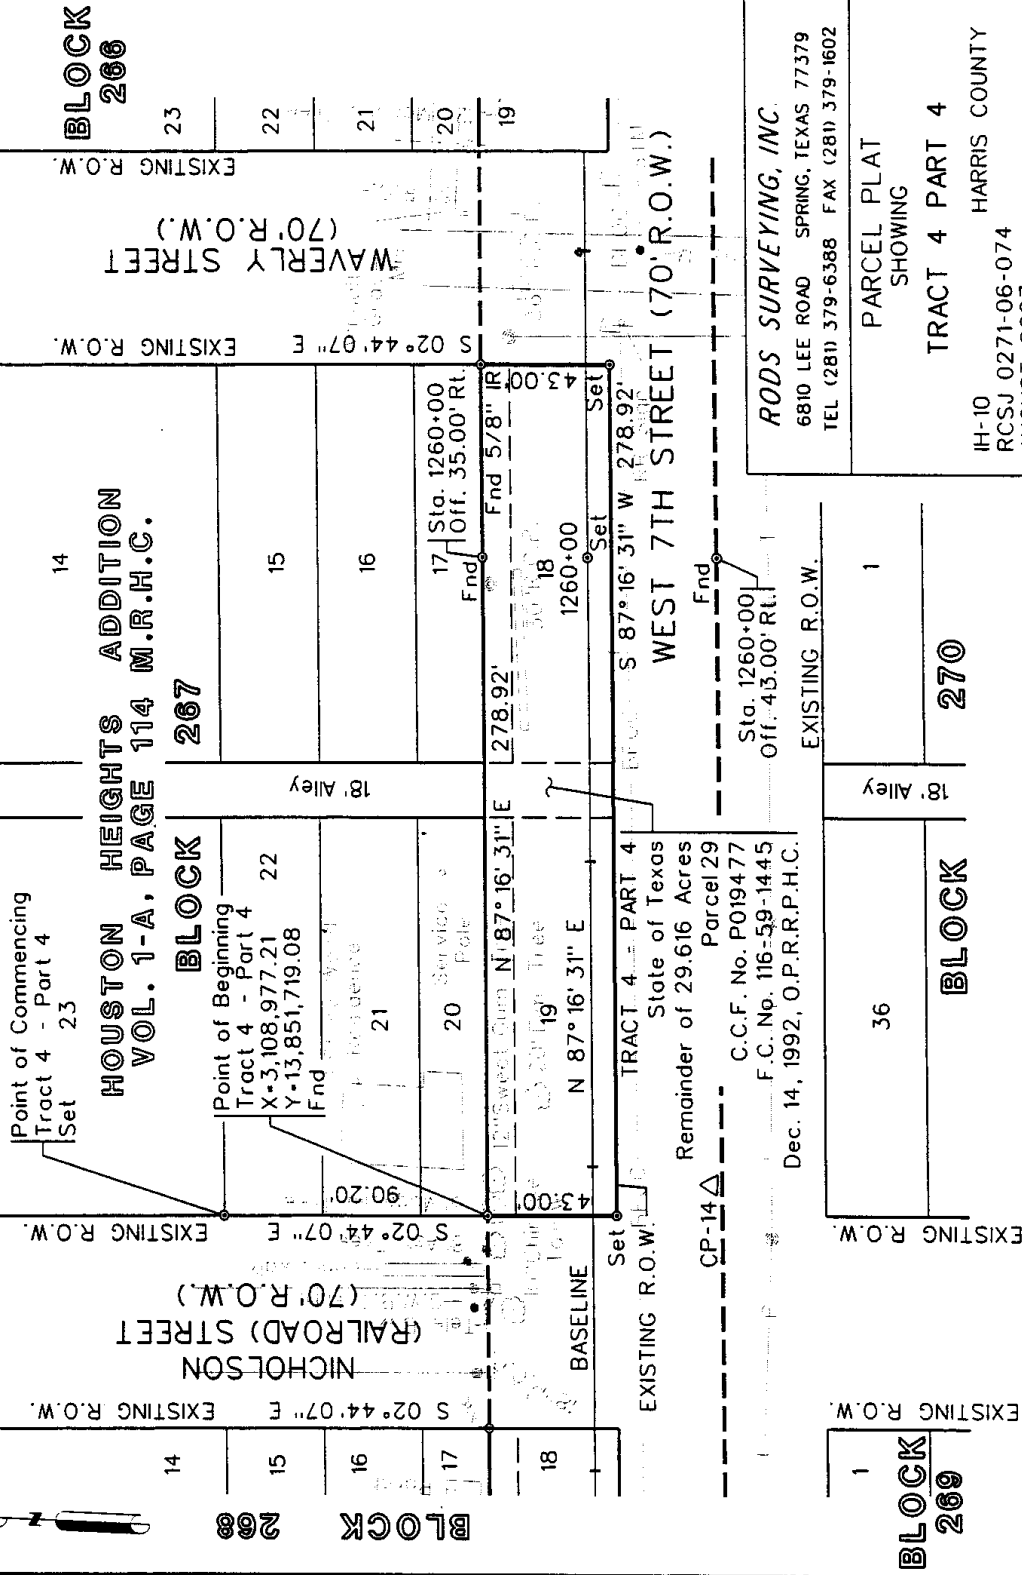 BLOCK
266
23
22
21
20
19
EXISTING R.O.W.
WAVERLY STREET
(70' R.O.W.)
EXISTING R.O.W.
S 02° 44' 07" E
HOUSTON HEIGHTS ADDITION
VOL. 1-A, PAGE 114 M.R.H.C.
BLOCK 267
14
15
16
17
18
Sta. 1260+00
Off. 35.00' Rt.
Fnd
Fnd 5/8" IR
43.00'
Set
1260+00
Set
278.92'
S 87° 16' 31" W 278.92'
WEST 7TH STREET (70' R.O.W.)
Fnd
Sta. 1260+00
Off. 43.00' Rt.
EXISTING R.O.W.
18' Alley
Point of Commencing
Tract 4 - Part 4
Set
23
Point of Beginning
Tract 4 - Part 4
X=3,108,977.21
Y=13,851,719.08
Fnd
22
21
20
Service
Pole
19
12" Sweet Gum
Tree
Residence
N 87° 16' 31" E
N 87° 16' 31" E
TRACT 4 - PART 4
State of Texas
Remainder of 29.616 Acres
Parcel 29
C.C.F. No. P019477
F.C. No. 116-59-1445
Dec. 14, 1992, O.P.R.R.P.H.C.
EXISTING R.O.W.
S 02° 44' 07" E
90.20'
43.00'
Set
NICHOLSON
(RAILROAD) STREET
(70' R.O.W.)
BASELINE
EXISTING R.O.W.
CP-14
EXISTING R.O.W.
S 02° 44' 07" E
14
15
16
17
18
BLOCK
268
N
BLOCK
269
1
EXISTING R.O.W.
EXISTING R.O.W.
36
18' Alley
1
BLOCK 270
RODS SURVEYING, INC.
6810 LEE ROAD SPRING, TEXAS 77379
TEL (281) 379-6388 FAX (281) 379-1602
PARCEL PLAT
SHOWING
TRACT 4 PART 4
IH-10 HARRIS COUNTY
RCSJ 0271-06-074